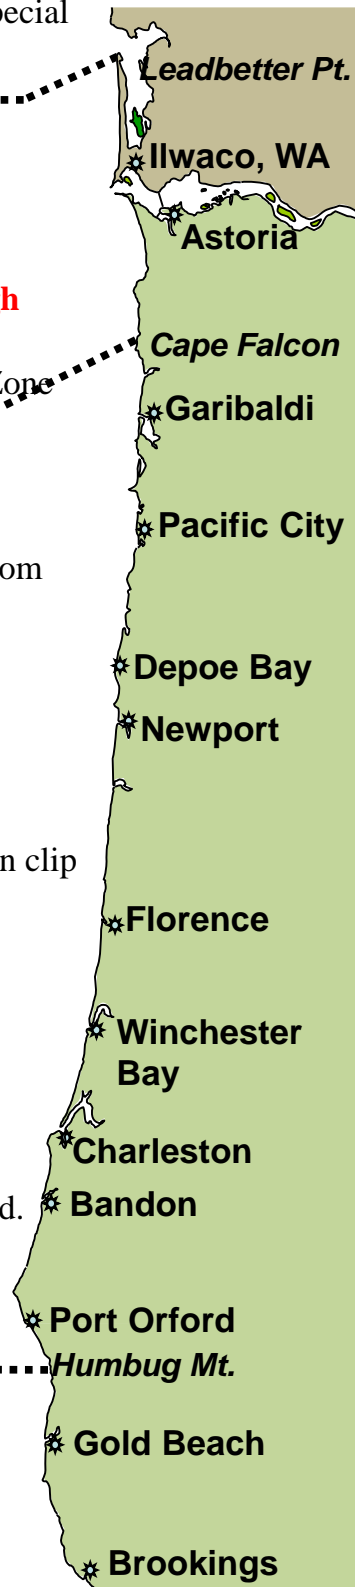 pecial
Leadbetter Pt.
Ilwaco, WA
Astoria
h
Cape Falcon
Zone
Garibaldi
Pacific City
om
Depoe Bay
Newport
n clip
Florence
Winchester
Bay
Charleston
Bandon
d.
Port Orford
Humbug Mt.
Gold Beach
Brookings